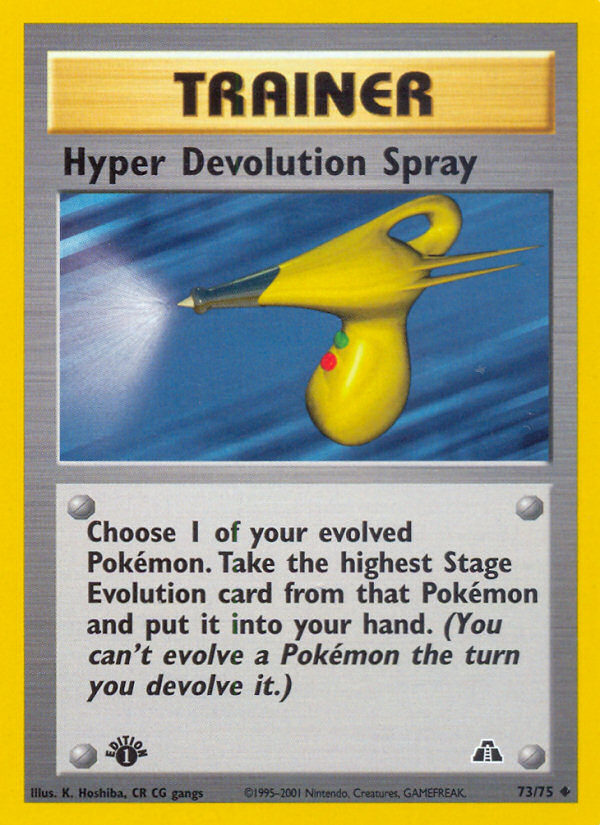 TRAINER
Hyper Devolution Spray
Choose 1 of your evolved
Pokémon. Take the highest Stage
Evolution card from that Pokémon
and put it into your hand. (You
can't evolve a Pokémon the turn
you devolve it.)
EDITION
1
Illus. K. Hoshiba, CR CG gangs ©1995-2001 Nintendo, Creatures, GAMEFREAK. 73/75